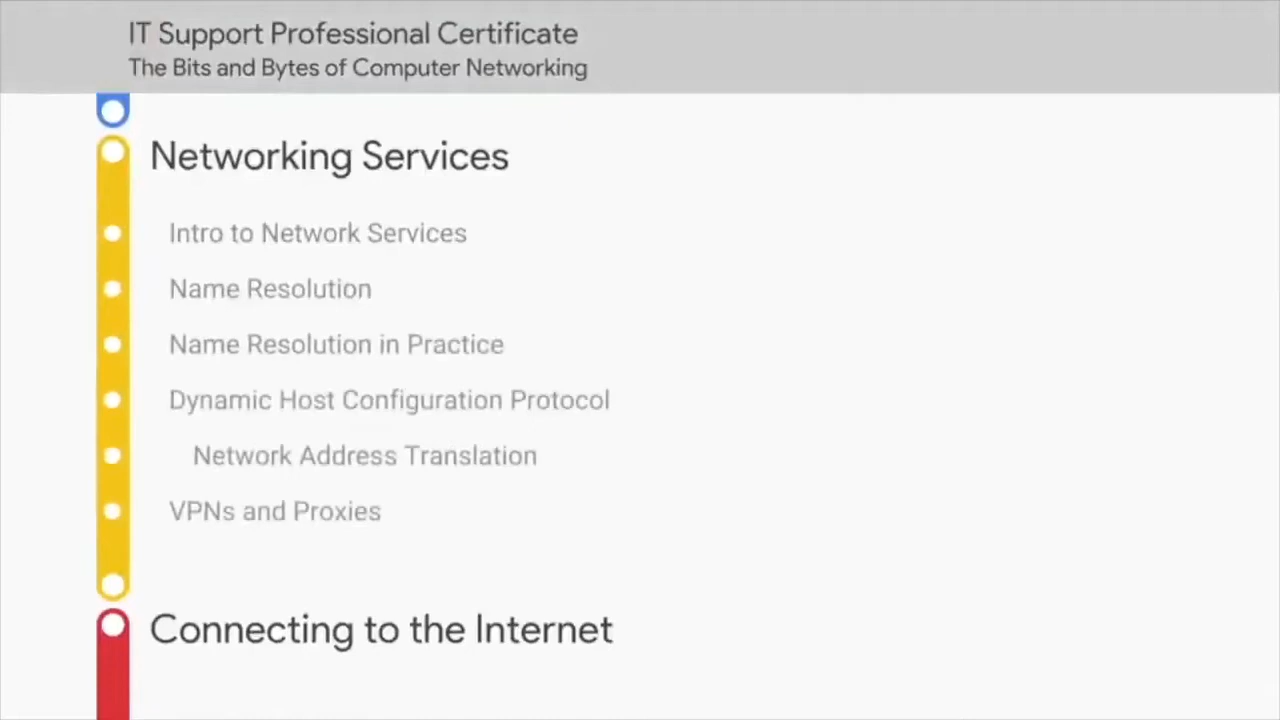 IT Support Professional Certificate
The Bits and Bytes of Computer Networking
Networking Services
Intro to Network Services
Name Resolution
Name Resolution in Practice
Dynamic Host Configuration Protocol
Network Address Translation
VPNs and Proxies
Connecting to the Internet